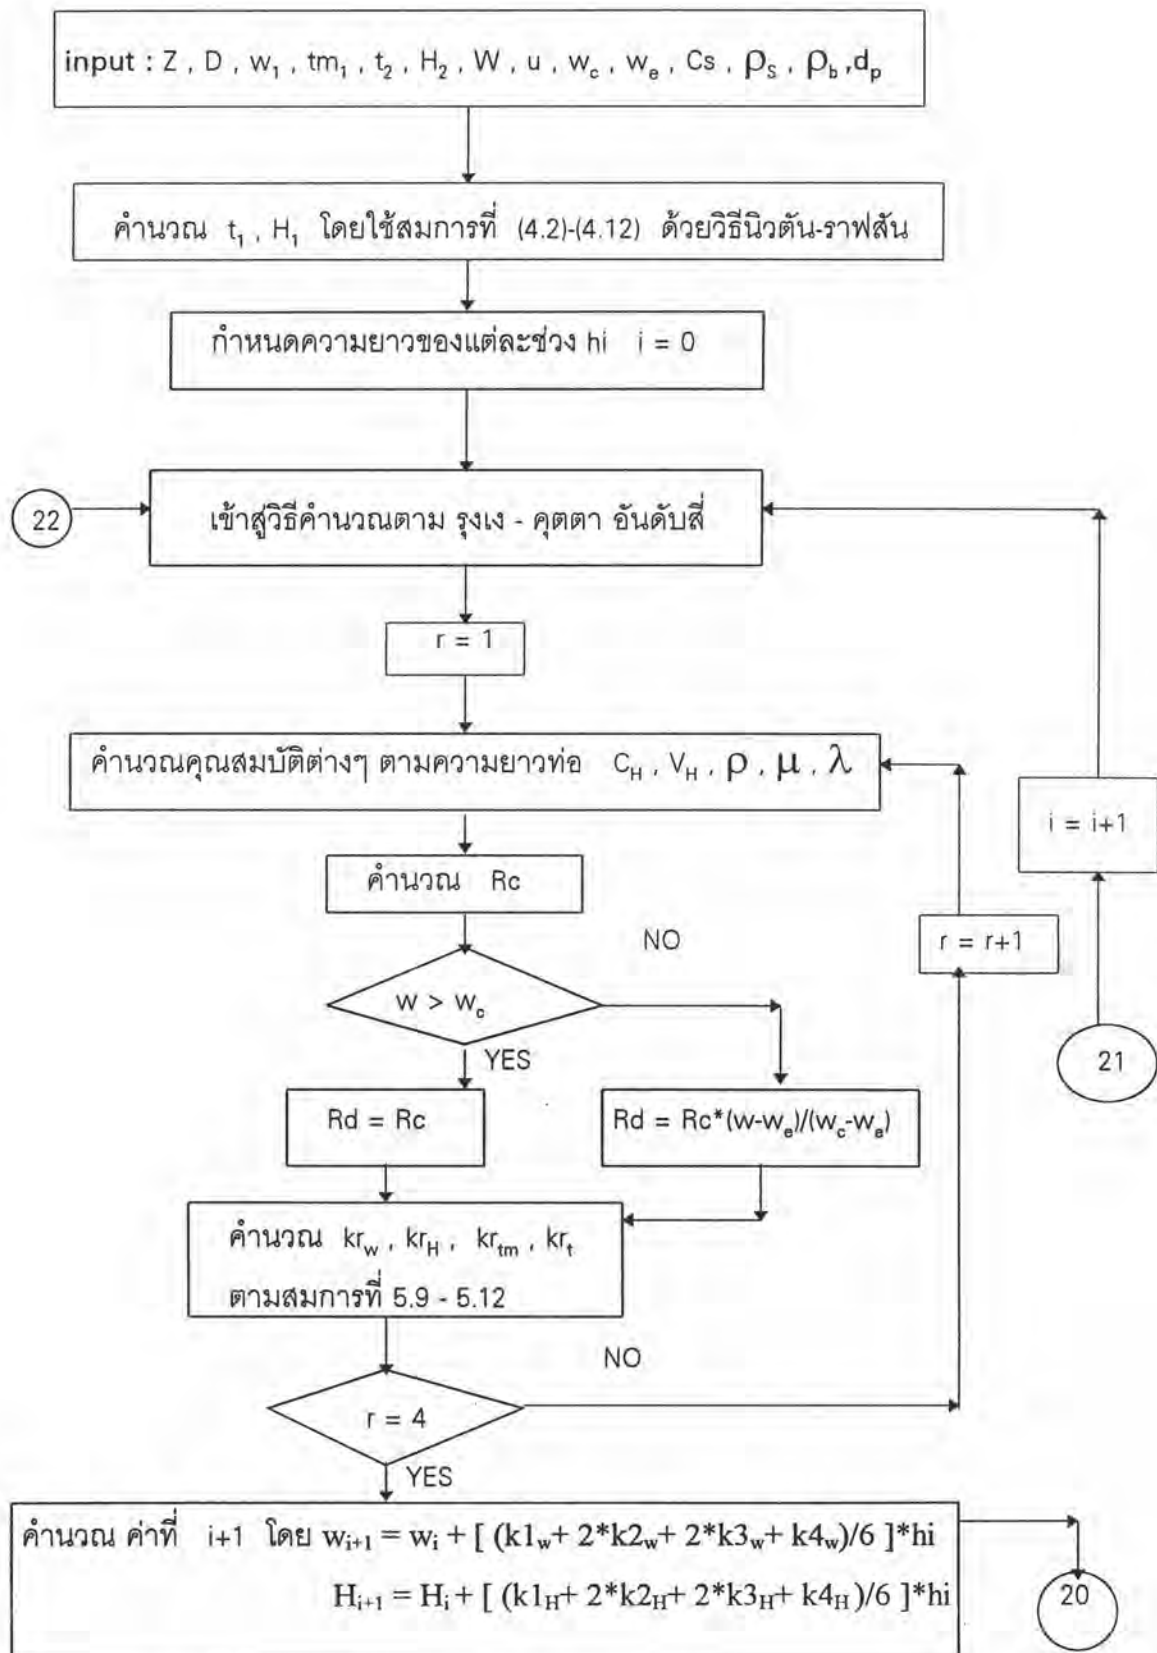 input : Z , D , w₁ , tm₁ , t₂ , H₂ , W , u , w_c , w_e , Cs , ρ_S , ρ_b ,d_p
คำนวณ t₁ , H₁ โดยใช้สมการที่ (4.2)-(4.12) ด้วยวิธีนิวตัน-ราฟสัน
กำหนดความยาวของแต่ละช่วง hi i = 0
22
เข้าสู่วิธีคำนวณตาม รุงเง - คุตตา อันดับสี่
r = 1
คำนวณคุณสมบัติต่างๆ ตามความยาวท่อ C_H , V_H , ρ , μ , λ
i = i+1
คำนวณ Rc
r = r+1
NO
w > w_c
YES
21
Rd = Rc
Rd = Rc*(w-w_e)/(w_c-w_e)
คำนวณ kr_w , kr_H , kr_tm , kr_t
ตามสมการที่ 5.9 - 5.12
NO
r = 4
YES
คำนวณ ค่าที่ i+1 โดย w_{i+1} = w_i + [ (k1_w+ 2*k2_w+ 2*k3_w+ k4_w)/6 ]*hi
H_{i+1} = H_i + [ (k1_H+ 2*k2_H+ 2*k3_H+ k4_H)/6 ]*hi
20